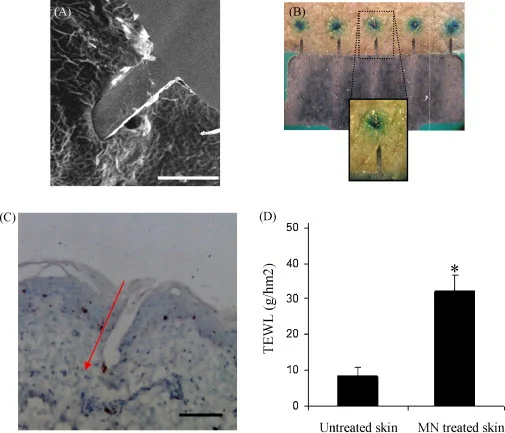 (A)
(B)
(C)
(D)
50
40
30
20
10
0
TEWL (g/hm2)
*
Untreated skin
MN treated skin